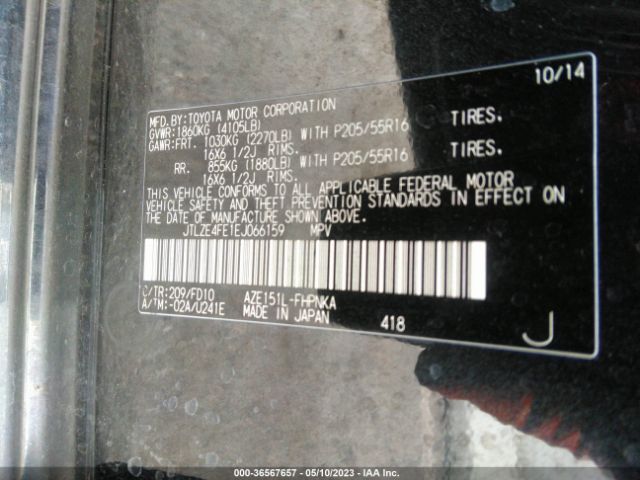 10/14
MFD.BY:TOYOTA MOTOR CORPORATION
GVWR:1860KG (4105LB)
GAWR:FRT. 1030KG (2270LB) WITH P205/55R16 TIRES.
16X6 1/2J RIMS.
RR. 855KG (1880LB) WITH P205/55R16 TIRES.
16X6 1/2J RIMS.
THIS VEHICLE CONFORMS TO ALL APPLICABLE FEDERAL MOTOR
VEHICLE SAFETY AND THEFT PREVENTION STANDARDS IN EFFECT ON
THE DATE OF MANUFACTURE SHOWN ABOVE.
JTLZE4FE1EJ066159 MPV
C/TR:209/FD10 AZE151L-FHPNKA
A/TM:-02A/U241E MADE IN JAPAN 418 J
000-36567657 - 05/10/2023 - IAA Inc.